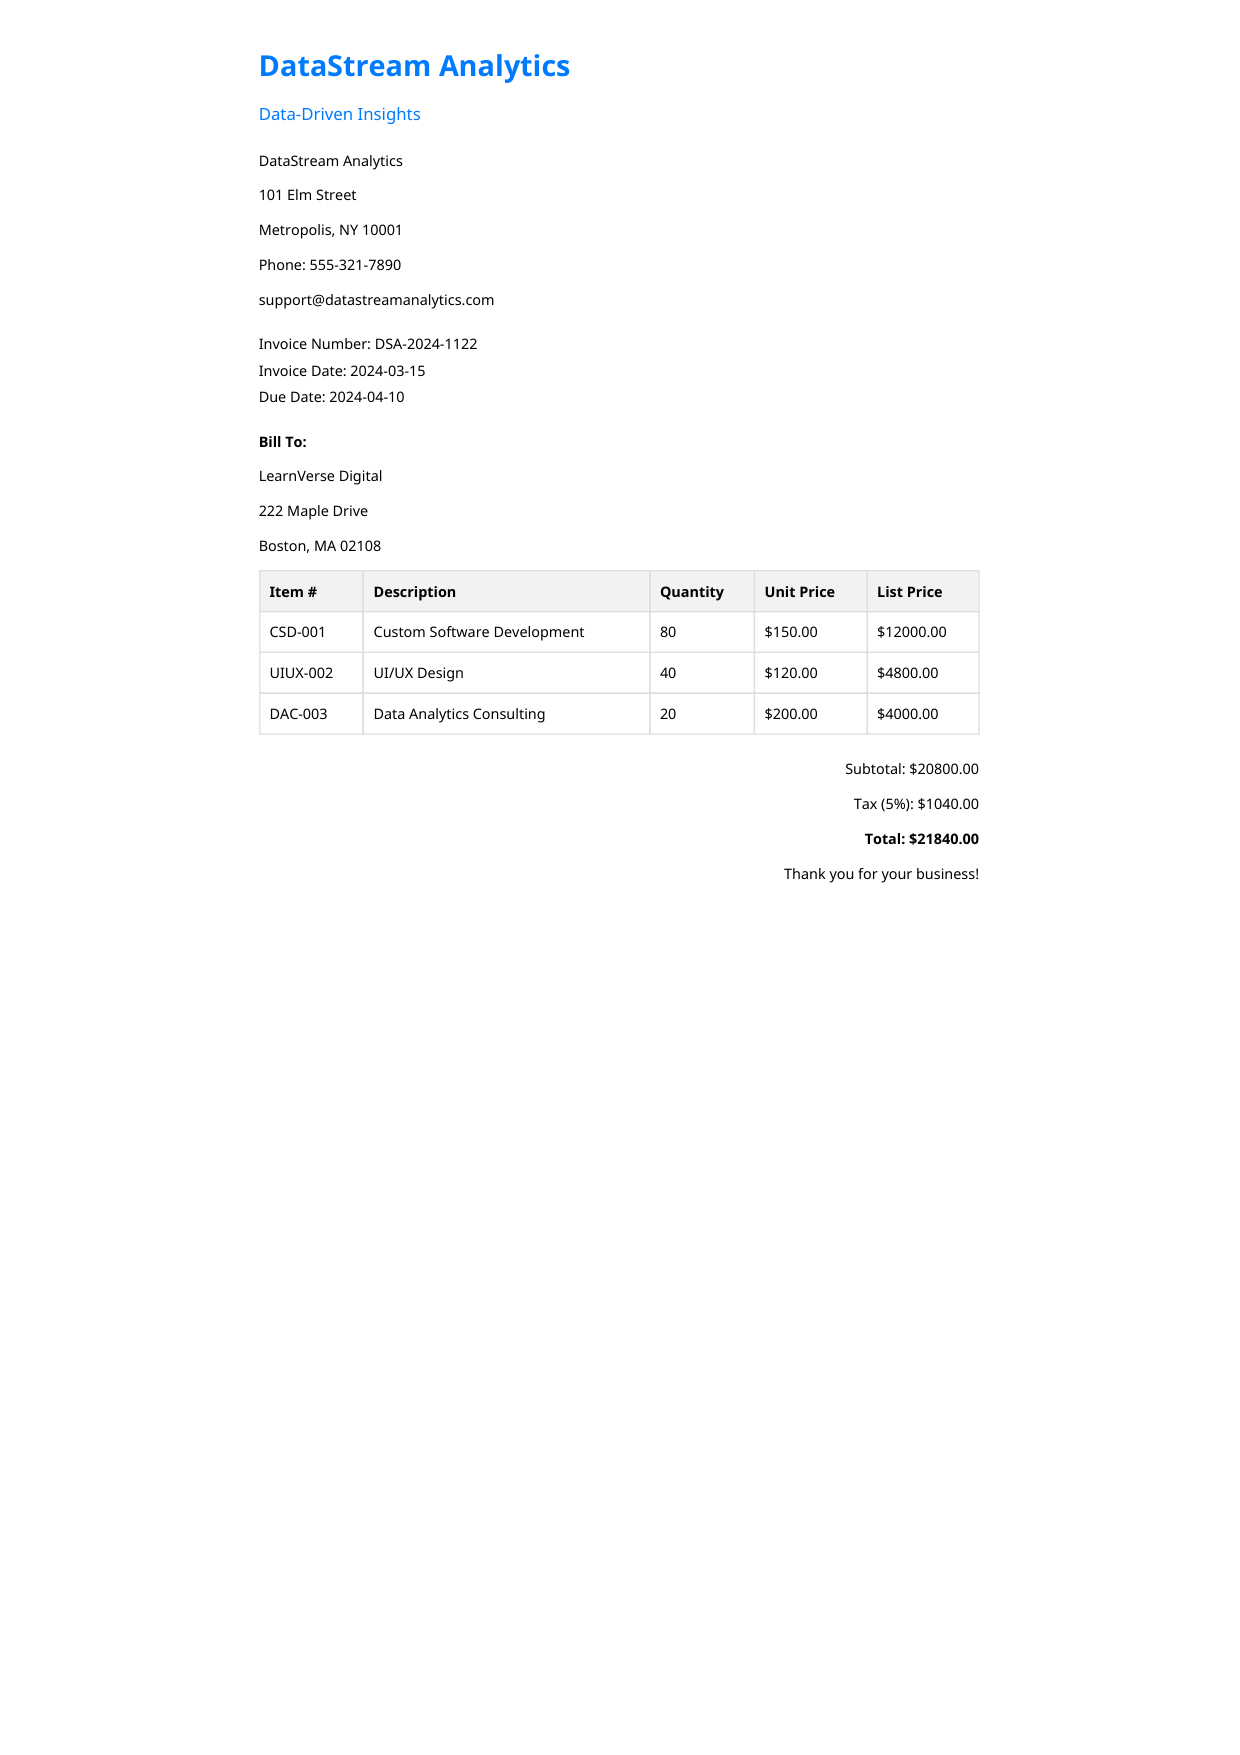 DataStream Analytics
Data-Driven Insights
DataStream Analytics
101 Elm Street
Metropolis, NY 10001
Phone: 555-321-7890
support@datastreamanalytics.com
Invoice Number: DSA-2024-1122
Invoice Date: 2024-03-15
Due Date: 2024-04-10
Bill To:
LearnVerse Digital
222 Maple Drive
Boston, MA 02108
Item # Description Quantity Unit Price List Price
CSD-001 Custom Software Development 80 $150.00 $12000.00
UIUX-002 UI/UX Design 40 $120.00 $4800.00
DAC-003 Data Analytics Consulting 20 $200.00 $4000.00
Subtotal: $20800.00
Tax (5%): $1040.00
Total: $21840.00
Thank you for your business!